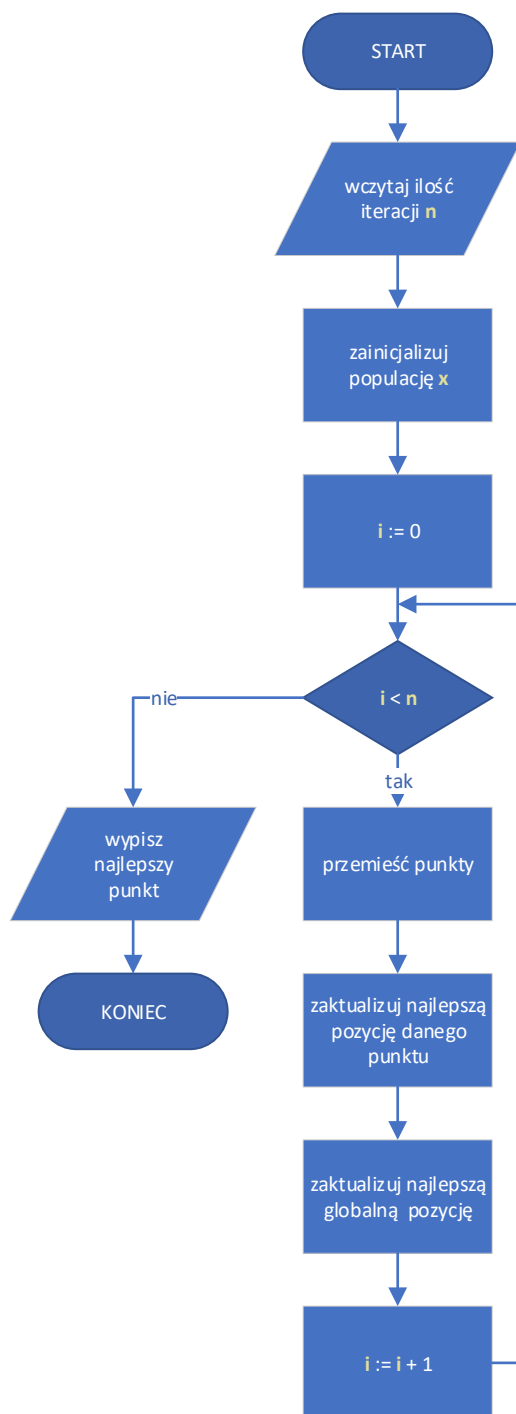 START
wczytaj ilość
iteracji n
zainicjalizuj
populację x
i := 0
i < n
nie
tak
wypisz
najlepszy
punkt
przemieść punkty
KONIEC
zaktualizuj najlepszą
pozycję danego
punktu
zaktualizuj najlepszą
globalną pozycję
i := i + 1